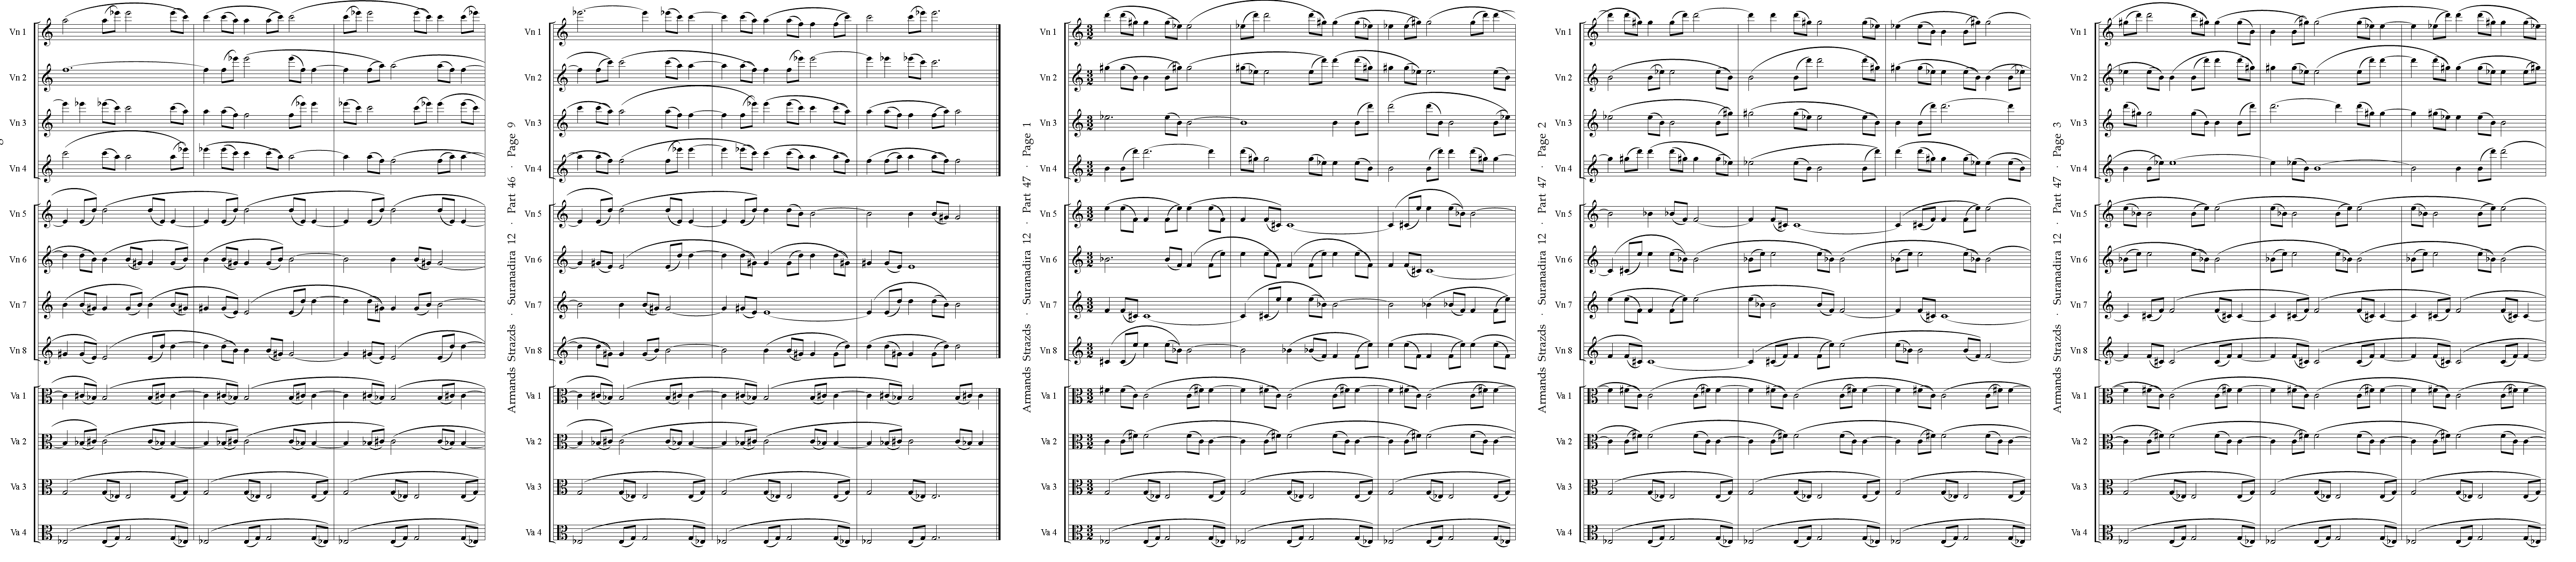 Vn 1
Vn 2
Vn 3
Vn 4
Vn 5
Vn 6
Vn 7
Vn 8
Va 1
Va 2
Va 3
Va 4
Armands Strazds · Suranadira 12 · Part 46 · Page 9
Vn 1
Vn 2
Vn 3
Vn 4
Vn 5
Vn 6
Vn 7
Vn 8
Va 1
Va 2
Va 3
Va 4
Armands Strazds · Suranadira 12 · Part 47 · Page 1
Vn 1
Vn 2
Vn 3
Vn 4
Vn 5
Vn 6
Vn 7
Vn 8
Va 1
Va 2
Va 3
Va 4
Armands Strazds · Suranadira 12 · Part 47 · Page 2
Vn 1
Vn 2
Vn 3
Vn 4
Vn 5
Vn 6
Vn 7
Vn 8
Va 1
Va 2
Va 3
Va 4
Armands Strazds · Suranadira 12 · Part 47 · Page 3
Vn 1
Vn 2
Vn 3
Vn 4
Vn 5
Vn 6
Vn 7
Vn 8
Va 1
Va 2
Va 3
Va 4